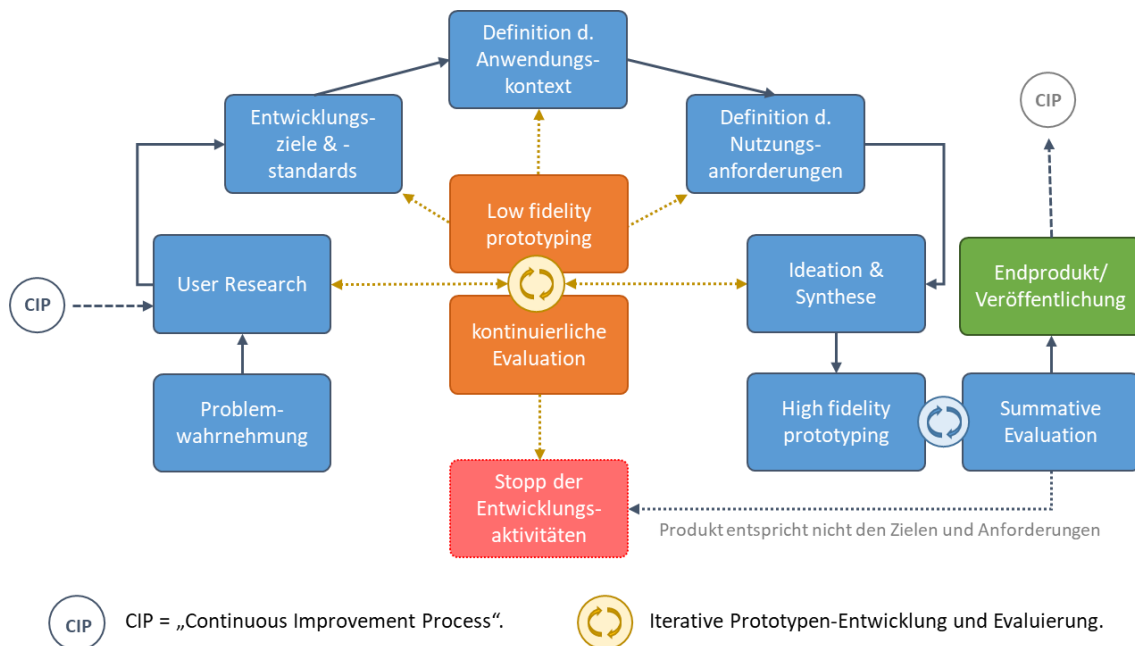 Definition d.
Anwendungs-
kontext
Entwicklungs-
ziele & -
standards
Definition d.
Nutzungs-
anforderungen
CIP
Low fidelity
prototyping
User Research
Ideation &
Synthese
Endprodukt/
Veröffentlichung
CIP
kontinuierliche
Evaluation
Problem-
wahrnehmung
High fidelity
prototyping
Summative
Evaluation
Stopp der
Entwicklungs-
aktivitäten
Produkt entspricht nicht den Zielen und Anforderungen
CIP
CIP = „Continuous Improvement Process“.
Iterative Prototypen-Entwicklung und Evaluierung.